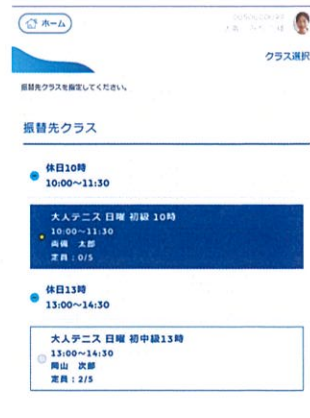 ホーム
クラス選択
振替先クラスを指定してください。
振替先クラス
休日10時
10:00～11:30
大人テニス 日曜 初級 10時
10:00～11:30
両備 太郎
定員：0/5
休日13時
13:00～14:30
大人テニス 日曜 初中級13時
13:00～14:30
岡山 次郎
定員：2/5